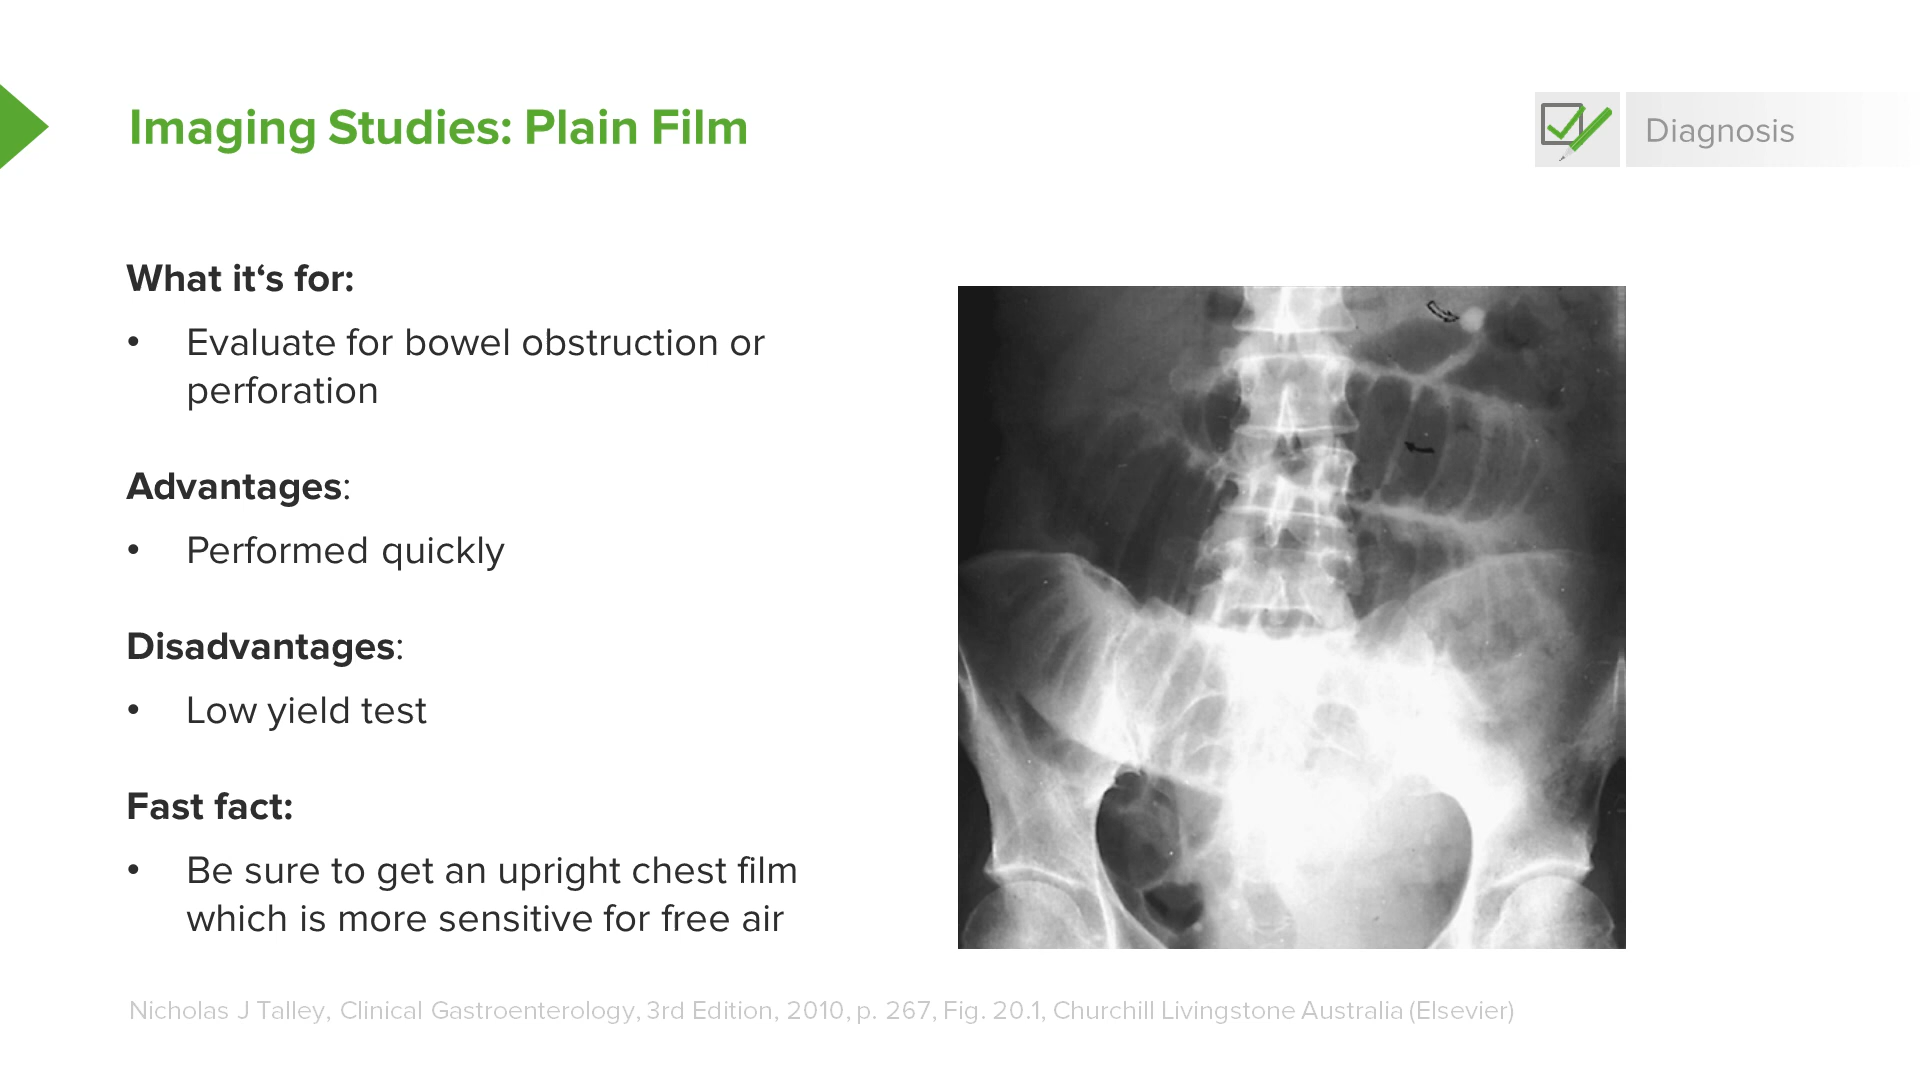 Imaging Studies: Plain Film
Diagnosis
What it‘s for:
• Evaluate for bowel obstruction or
perforation
Advantages:
• Performed quickly
Disadvantages:
• Low yield test
Fast fact:
• Be sure to get an upright chest film
which is more sensitive for free air
Nicholas J Talley, Clinical Gastroenterology, 3rd Edition, 2010, p. 267, Fig. 20.1, Churchill Livingstone Australia (Elsevier)